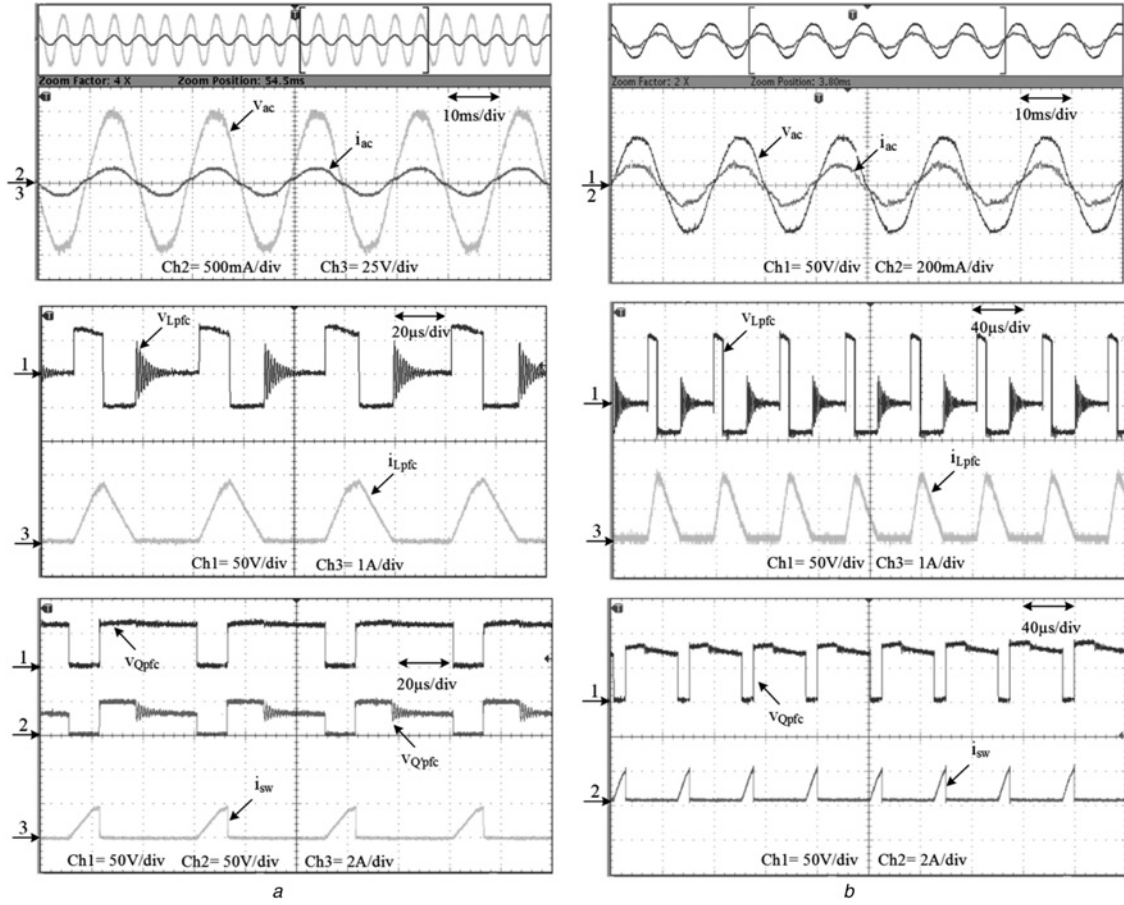 T
T
Zoom Factor: 4 X Zoom Position: 54.5ms
T
10ms/div
vac
iac
2
3
Ch2= 500mA/div Ch3= 25V/div
T
Zoom Factor: 2 X Zoom Position: 3.80ms
T
10ms/div
vac
iac
1
2
Ch1= 50V/div Ch2= 200mA/div
T
vLpfc
20µs/div
1
iLpfc
3
Ch1= 50V/div Ch3= 1A/div
T
vLpfc
40µs/div
1
iLpfc
3
Ch1= 50V/div Ch3= 1A/div
T
1
vQpfc
20µs/div
2
vQ'pfc
isw
3
Ch1= 50V/div Ch2= 50V/div Ch3= 2A/div
T
40µs/div
1
vQpfc
isw
2
Ch1= 50V/div Ch2= 2A/div
a
b